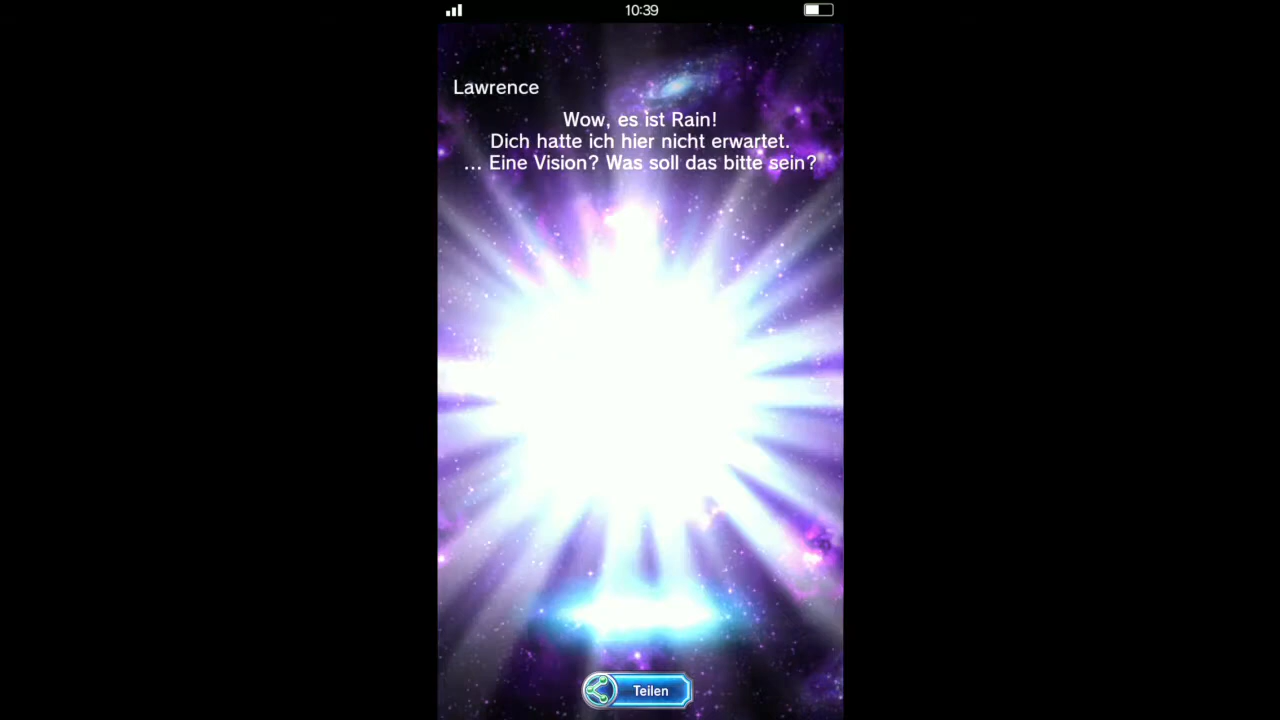 10:39
Lawrence
Wow, es ist Rain!
Dich hatte ich hier nicht erwartet.
... Eine Vision? Was soll das bitte sein?
Teilen